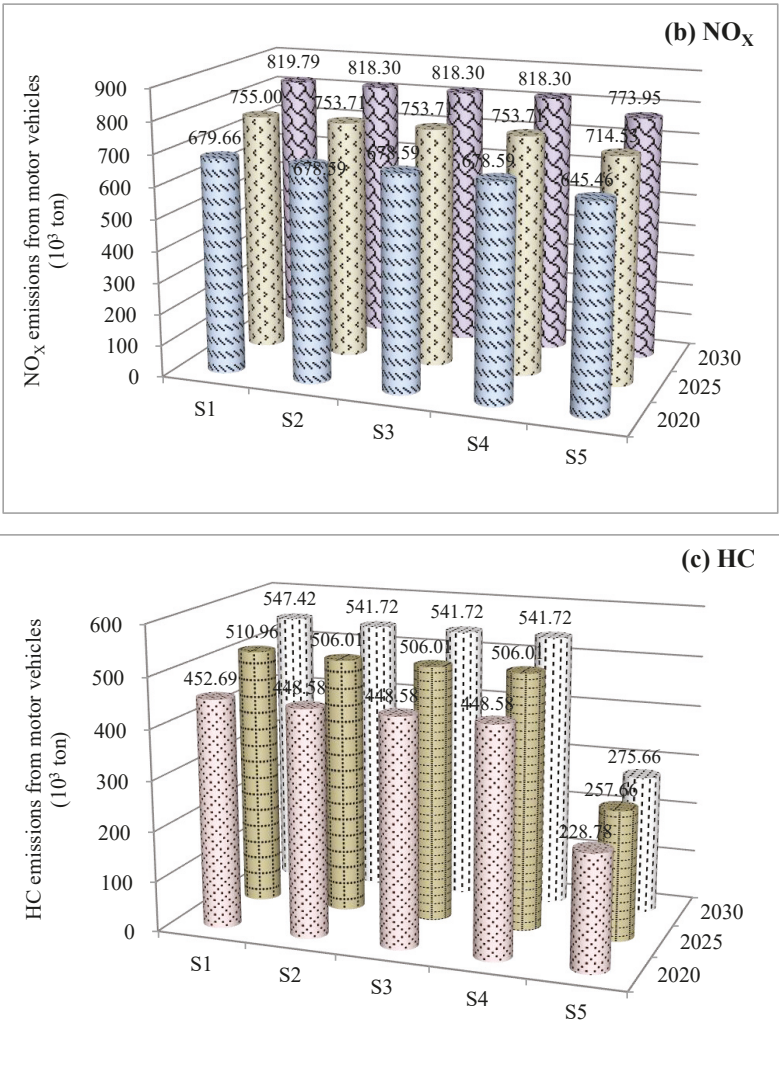 (b) NOX
NOX emissions from motor vehicles
(10³ ton)
900
800
700
600
500
400
300
200
100
0
819.79 818.30 818.30 818.30 773.95
755.00 753.71 753.71 753.71 714.53
679.66 678.59 678.59 678.59 645.46
S1 S2 S3 S4 S5
2030
2025
2020
(c) HC
HC emissions from motor vehicles
(10³ ton)
600
500
400
300
200
100
0
547.42 541.72 541.72 541.72 275.66
510.96 506.01 506.01 506.01 257.66
452.69 448.58 448.58 448.58 228.78
S1 S2 S3 S4 S5
2030
2025
2020